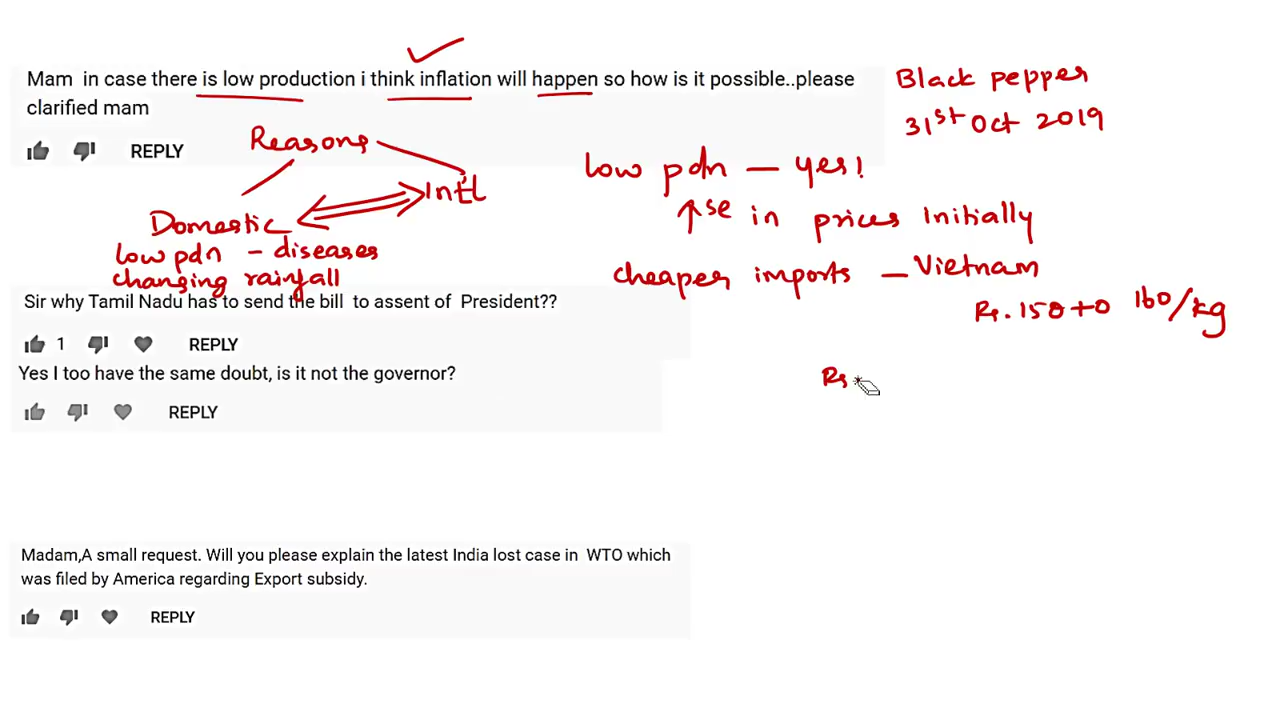 Mam in case there is low production i think inflation will happen so how is it possible..please
clarified mam
REPLY
Black pepper
31st Oct 2019
Reasons
Domestic
Int'l
low pdn - diseases
changing rainfall
low pdn — yes!
↑se in prices Initially
cheaper imports — Vietnam
Rs. 150 to 160/kg
Rs
Sir why Tamil Nadu has to send the bill to assent of President??
1 REPLY
Yes I too have the same doubt, is it not the governor?
REPLY
Madam,A small request. Will you please explain the latest India lost case in WTO which
was filed by America regarding Export subsidy.
REPLY